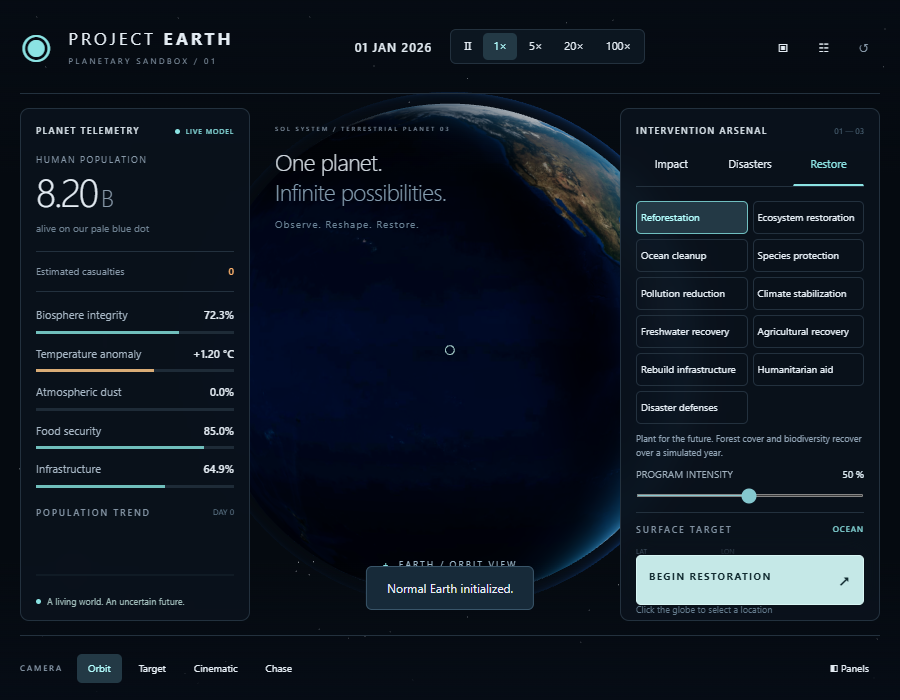 PROJECT EARTH
PLANETARY SANDBOX / 01
01 JAN 2026
1× 5× 20× 100×
PLANET TELEMETRY
LIVE MODEL
HUMAN POPULATION
8.20 B
alive on our pale blue dot
Estimated casualties 0
Biosphere integrity 72.3%
Temperature anomaly +1.20 °C
Atmospheric dust 0.0%
Food security 85.0%
Infrastructure 64.9%
POPULATION TREND DAY 0
A living world. An uncertain future.
SOL SYSTEM / TERRESTRIAL PLANET 03
One planet.
Infinite possibilities.
Observe. Reshape. Restore.
EARTH / ORBIT VIEW
Normal Earth initialized.
INTERVENTION ARSENAL 01 — 03
Impact Disasters Restore
Reforestation Ecosystem restoration
Ocean cleanup Species protection
Pollution reduction Climate stabilization
Freshwater recovery Agricultural recovery
Rebuild infrastructure Humanitarian aid
Disaster defenses
Plant for the future. Forest cover and biodiversity recover
over a simulated year.
PROGRAM INTENSITY 50 %
SURFACE TARGET OCEAN
LAT LON
BEGIN RESTORATION ↗
Click the globe to select a location
CAMERA Orbit Target Cinematic Chase
Panels